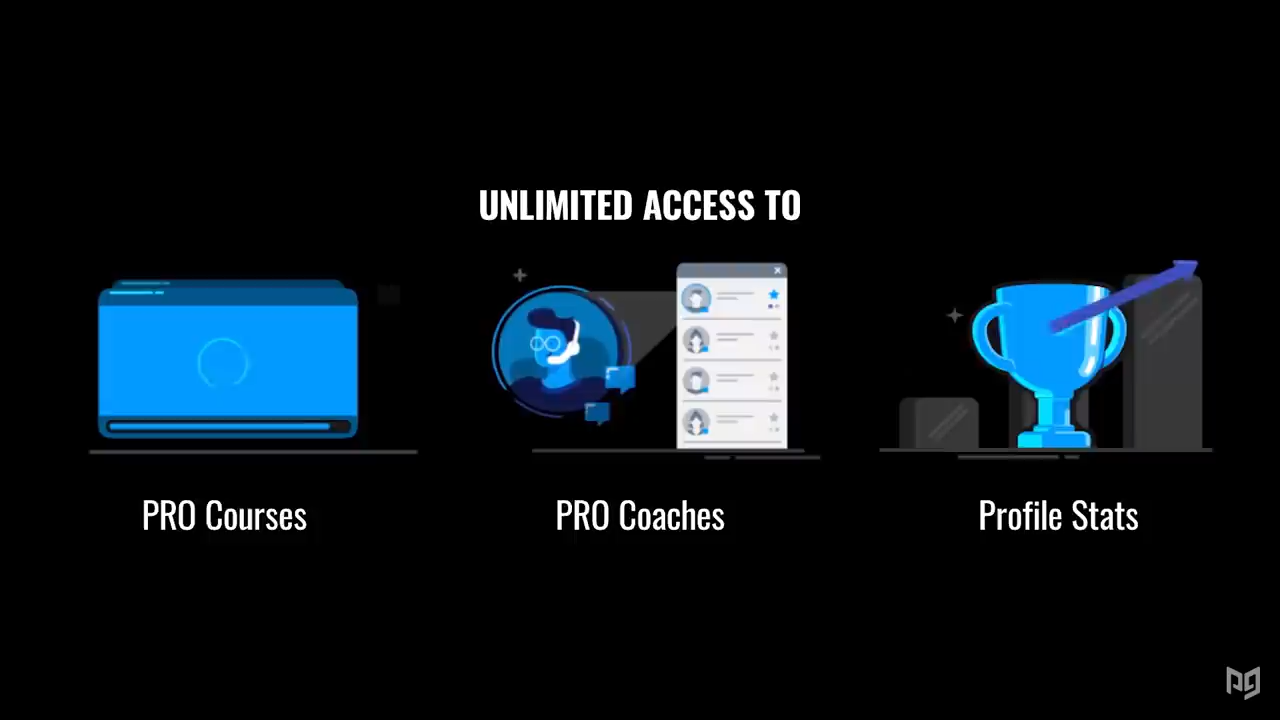 UNLIMITED ACCESS TO
PRO Courses
PRO Coaches
Profile Stats